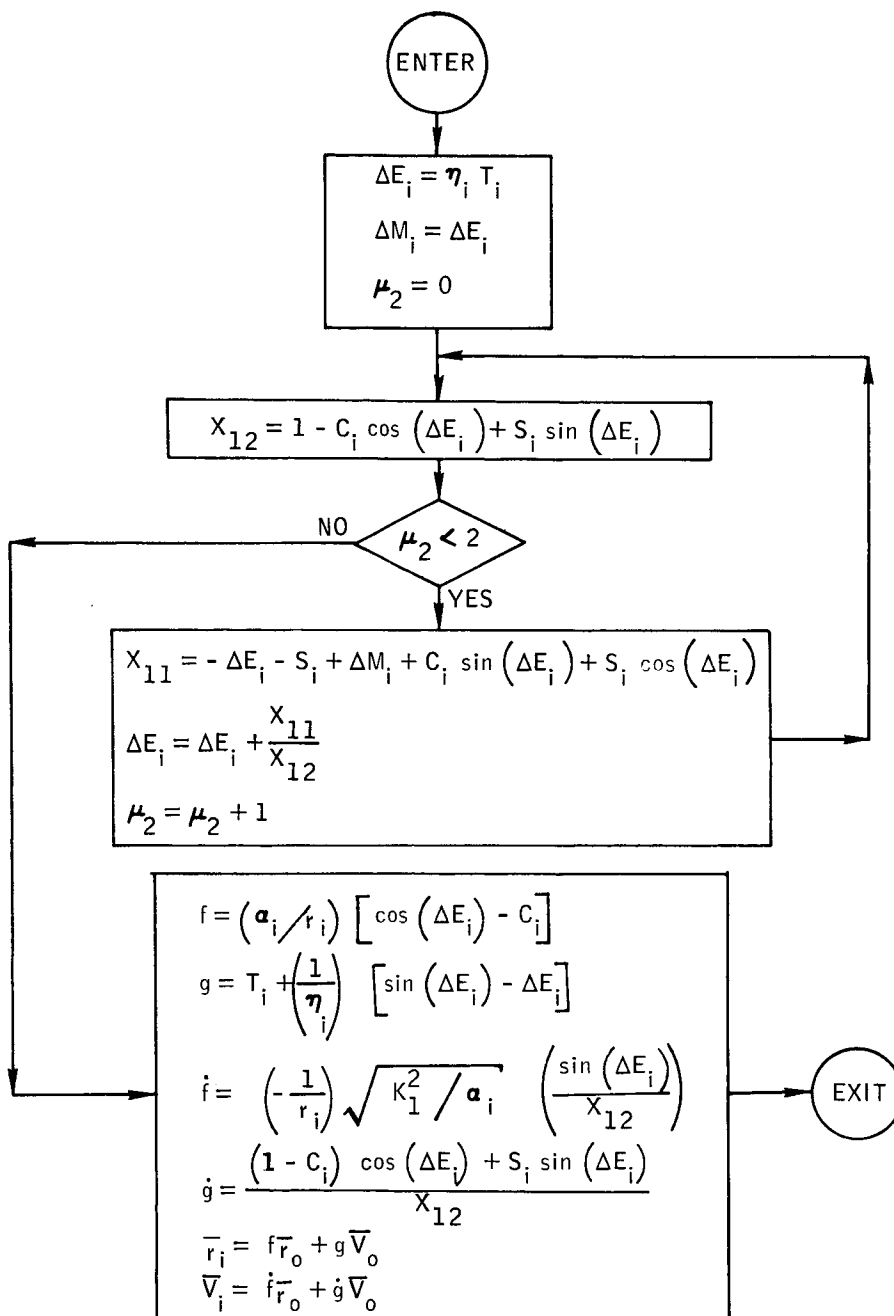 ENTER
ΔE_i = η_i T_i
ΔM_i = ΔE_i
μ_2 = 0
X_12 = 1 - C_i cos (ΔE_i) + S_i sin (ΔE_i)
NO
μ_2 < 2
YES
X_11 = - ΔE_i - S_i + ΔM_i + C_i sin (ΔE_i) + S_i cos (ΔE_i)
ΔE_i = ΔE_i + X_11 / X_12
μ_2 = μ_2 + 1
f = (a_i / r_i) [cos (ΔE_i) - C_i]
g = T_i + (1 / η_i) [sin (ΔE_i) - ΔE_i]
ḟ = (- 1 / r_i) √(K_1^2 / a_i) (sin (ΔE_i) / X_12)
EXIT
ġ = ((1 - C_i) cos (ΔE_i) + S_i sin (ΔE_i)) / X_12
r̅_i = f r̅_o + g V̅_o
V̅_i = ḟ r̅_o + ġ V̅_o